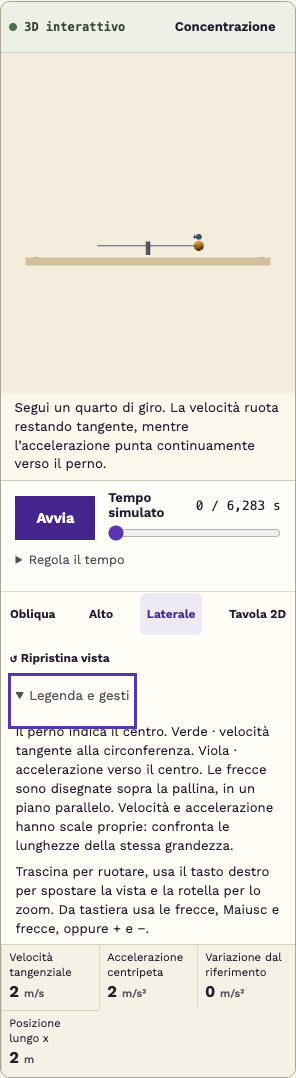 3D interattivo
Concentrazione
Segui un quarto di giro. La velocità ruota
restando tangente, mentre
l’accelerazione punta continuamente
verso il perno.
Avvia
Tempo
simulato
0 / 6,283 s
▶ Regola il tempo
Obliqua
Alto
Laterale
Tavola 2D
↺ Ripristina vista
▼ Legenda e gesti
Il perno indica il centro. Verde · velocità
tangente alla circonferenza. Viola ·
accelerazione verso il centro. Le frecce
sono disegnate sopra la pallina, in un
piano parallelo. Velocità e accelerazione
hanno scale proprie: confronta le
lunghezze della stessa grandezza.
Trascina per ruotare, usa il tasto destro
per spostare la vista e la rotella per lo
zoom. Da tastiera usa le frecce, Maiusc e
frecce, oppure + e −.
Velocità
tangenziale
2 m/s
Accelerazione
centripeta
2 m/s²
Variazione dal
riferimento
0 m/s²
Posizione
lungo x
2 m